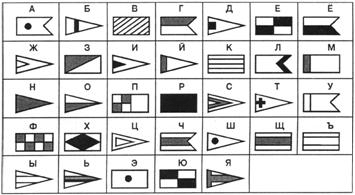 А Б В Г Д Е Ё
Ж З И Й К Л М
Н О П Р С Т У
Ф Х Ц Ч Ш Щ Ъ
Ы Ь Э Ю Я